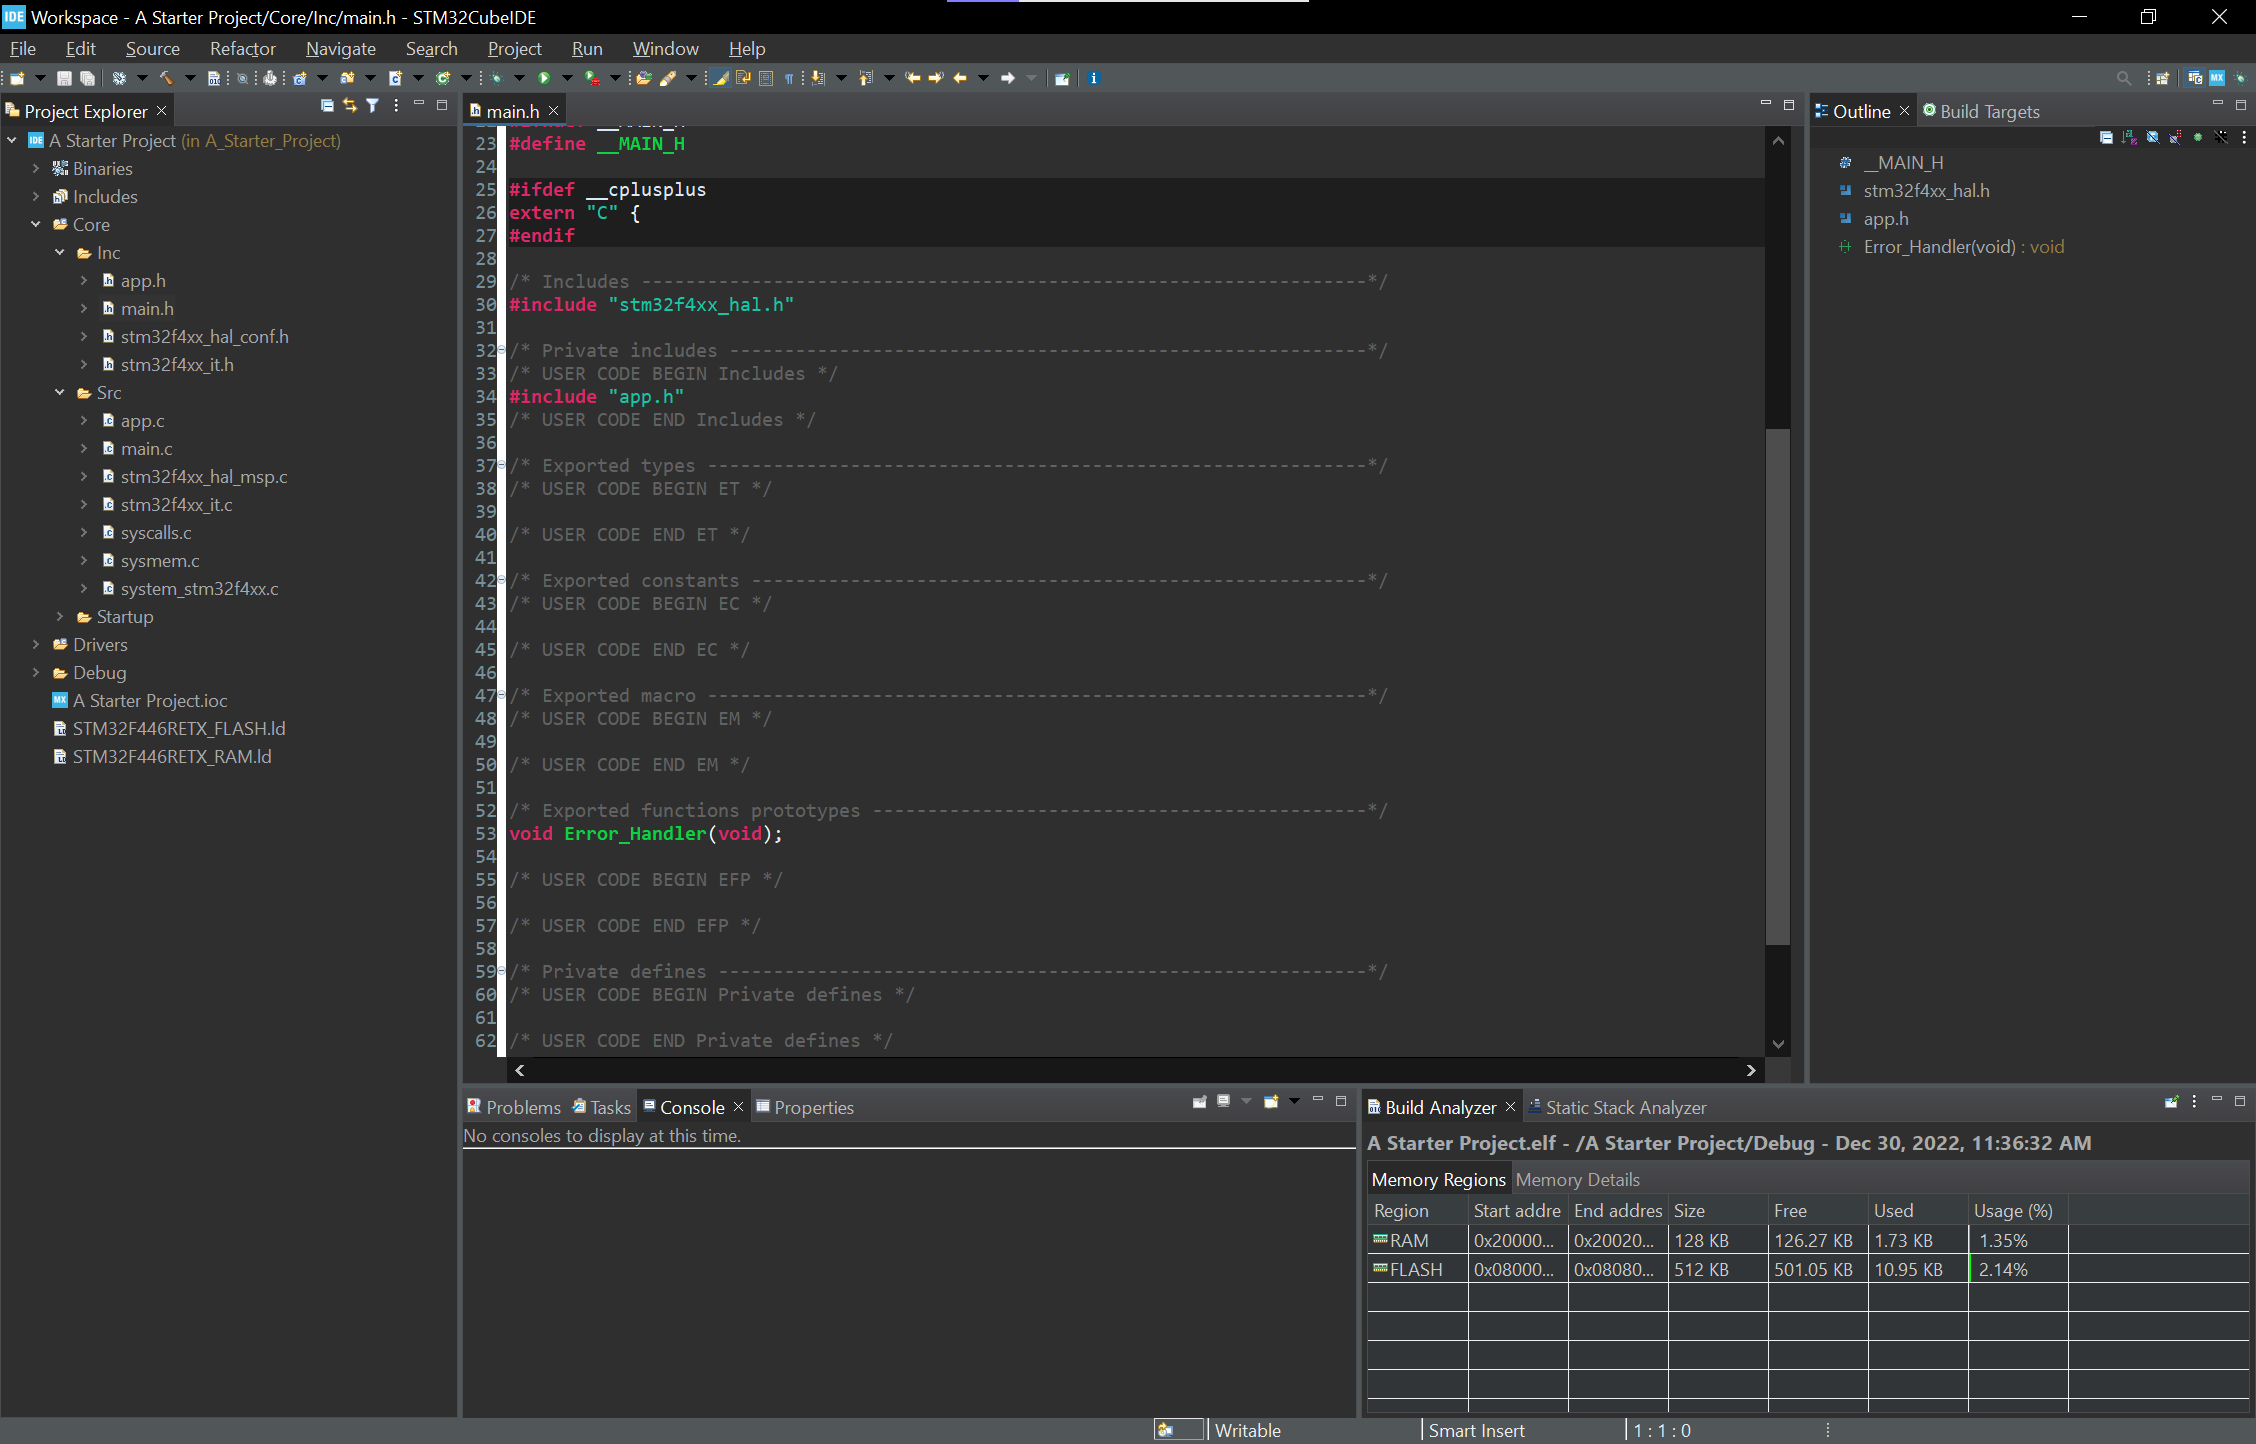 IDE Workspace - A Starter Project/Core/Inc/main.h - STM32CubeIDE
File Edit Source Refactor Navigate Search Project Run Window Help
Project Explorer
A Starter Project (in A_Starter_Project)
Binaries
Includes
Core
Inc
app.h
main.h
stm32f4xx_hal_conf.h
stm32f4xx_it.h
Src
app.c
main.c
stm32f4xx_hal_msp.c
stm32f4xx_it.c
syscalls.c
sysmem.c
system_stm32f4xx.c
Startup
Drivers
Debug
A Starter Project.ioc
STM32F446RETX_FLASH.ld
STM32F446RETX_RAM.ld
main.h
23 #define __MAIN_H
24
25 #ifdef __cplusplus
26 extern "C" {
27 #endif
28
29 /* Includes ------------------------------------------------------------------*/
30 #include "stm32f4xx_hal.h"
31
32 /* Private includes ----------------------------------------------------------*/
33 /* USER CODE BEGIN Includes */
34 #include "app.h"
35 /* USER CODE END Includes */
36
37 /* Exported types ------------------------------------------------------------*/
38 /* USER CODE BEGIN ET */
39
40 /* USER CODE END ET */
41
42 /* Exported constants --------------------------------------------------------*/
43 /* USER CODE BEGIN EC */
44
45 /* USER CODE END EC */
46
47 /* Exported macro ------------------------------------------------------------*/
48 /* USER CODE BEGIN EM */
49
50 /* USER CODE END EM */
51
52 /* Exported functions prototypes ---------------------------------------------*/
53 void Error_Handler(void);
54
55 /* USER CODE BEGIN EFP */
56
57 /* USER CODE END EFP */
58
59 /* Private defines -----------------------------------------------------------*/
60 /* USER CODE BEGIN Private defines */
61
62 /* USER CODE END Private defines */
Outline Build Targets
__MAIN_H
stm32f4xx_hal.h
app.h
Error_Handler(void) : void
Problems Tasks Console Properties
No consoles to display at this time.
Build Analyzer Static Stack Analyzer
A Starter Project.elf - /A Starter Project/Debug - Dec 30, 2022, 11:36:32 AM
Memory Regions Memory Details
Region Start addre End addres Size Free Used Usage (%)
RAM 0x20000... 0x20020... 128 KB 126.27 KB 1.73 KB 1.35%
FLASH 0x08000... 0x08080... 512 KB 501.05 KB 10.95 KB 2.14%
Writable Smart Insert 1 : 1 : 0